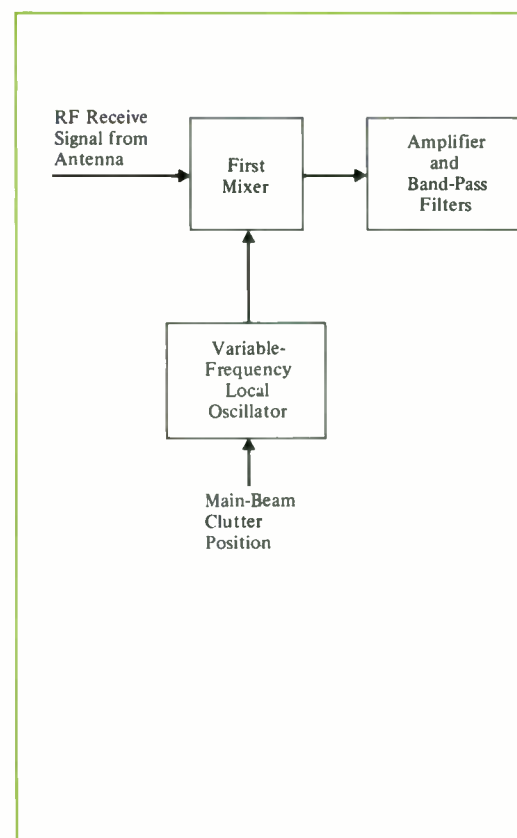 RF Receive
Signal from
Antenna
First
Mixer
Amplifier
and
Band-Pass
Filters
Variable-
Frequency
Local
Oscillator
Main-Beam
Clutter
Position